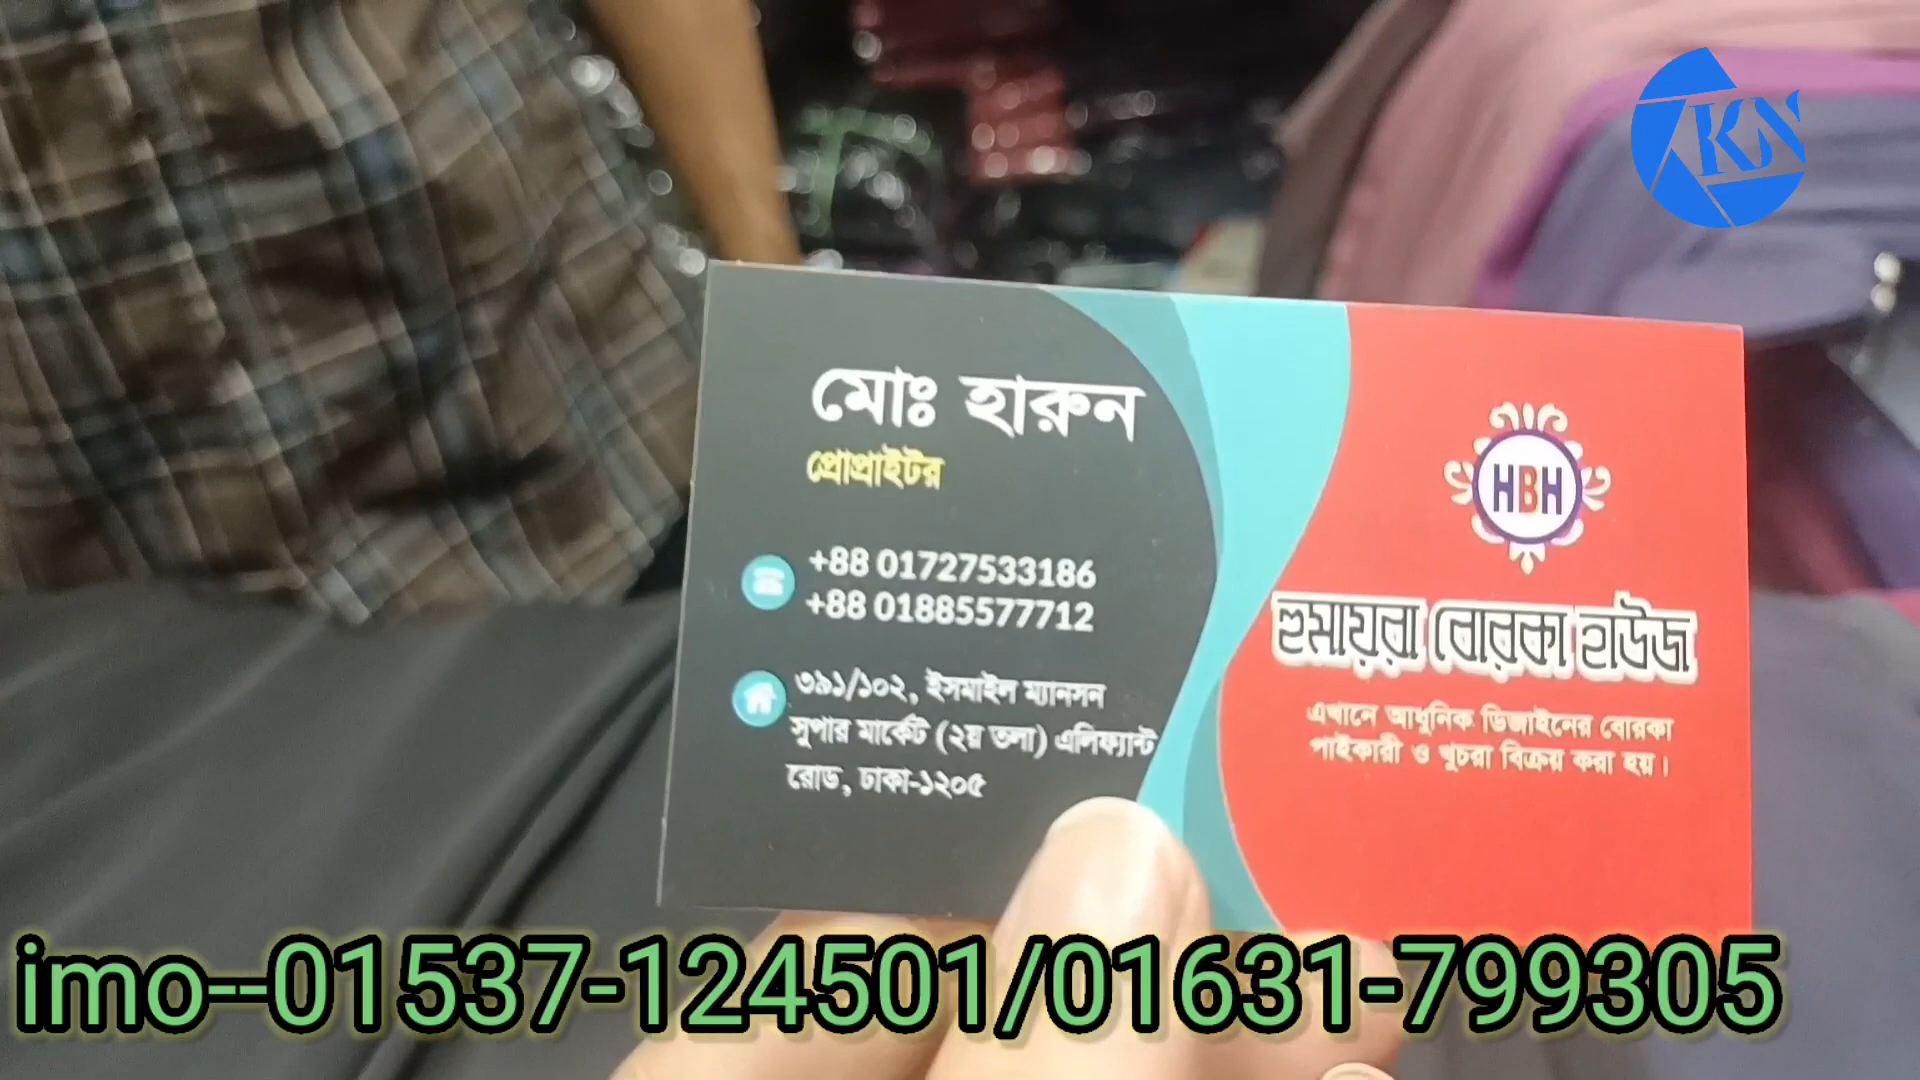 KN
মোঃ হারুন
প্রোপ্রাইটর
+88 01727533186
+88 01885577712
৩৯১/১০২, ইসমাইল ম্যানসন
সুপার মার্কেট (২য় তলা) এলিফ্যান্ট
রোড, ঢাকা-১২০৫
HBH
হুমায়রা বোরকা হাউজ
এখানে আধুনিক ডিজাইনের বোরকা
পাইকারী ও খুচরা বিক্রয় করা হয়।
imo--01537-124501/01631-799305